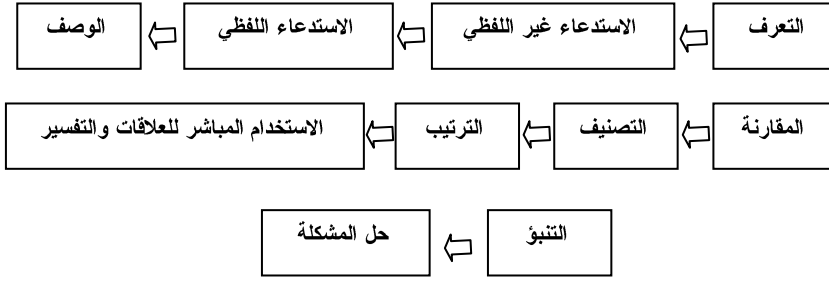 التعرف الاستدعاء غير اللفظي الاستدعاء اللفظي الوصف
المقارنة التصنيف الترتيب الاستخدام المباشر للعلاقات والتفسير
التنبؤ حل المشكلة